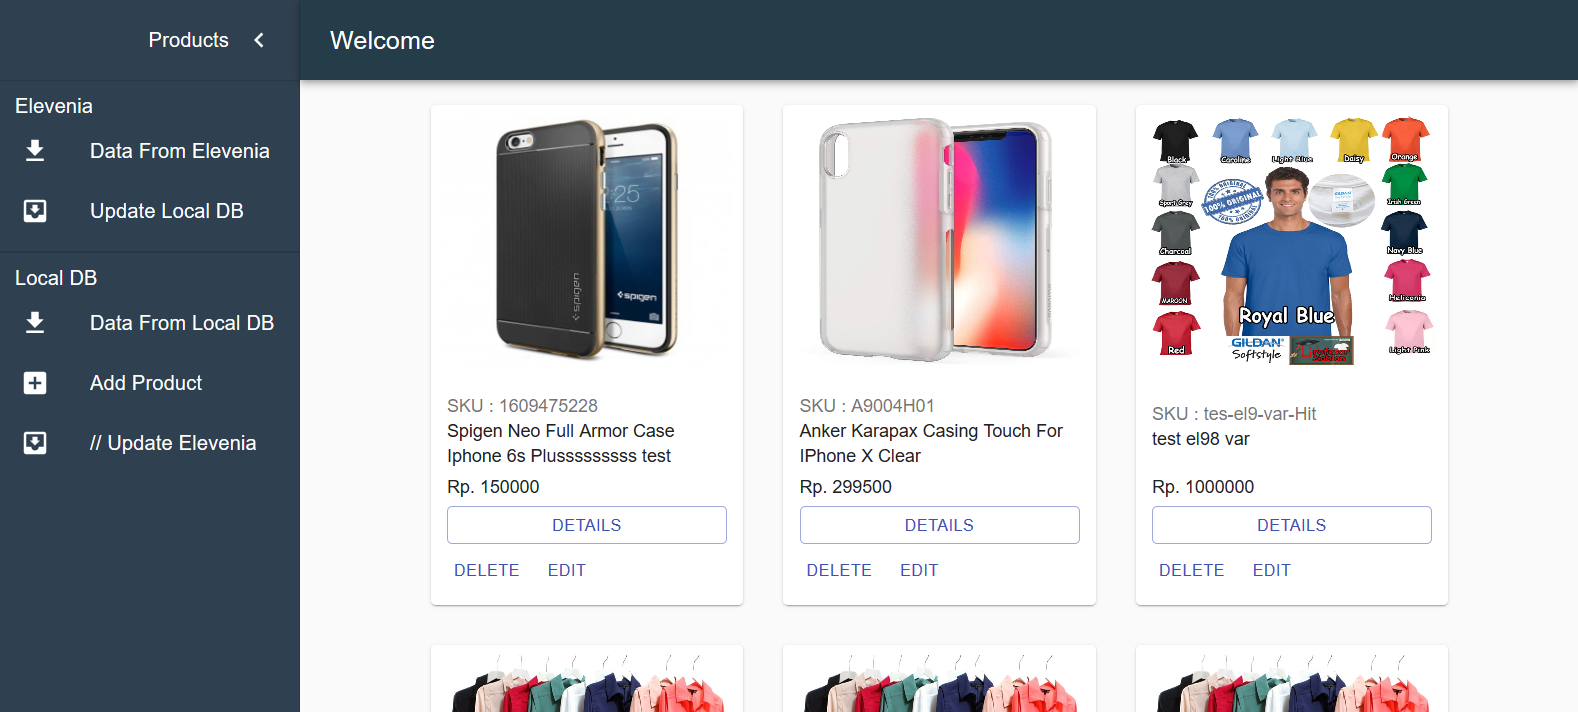 Products
Welcome
Elevenia
Data From Elevenia
Update Local DB
Local DB
Data From Local DB
Add Product
// Update Elevenia
:25
spigen
spigen
SKU : 1609475228
Spigen Neo Full Armor Case
Iphone 6s Plusssssssss test
Rp. 150000
DETAILS
DELETE EDIT
SKU : A9004H01
Anker Karapax Casing Touch For
IPhone X Clear
Rp. 299500
DETAILS
DELETE EDIT
Black
Caroline
Light Blue
Daisy
Orange
Sport Grey
100% ORIGINAL
GILDAN
Irish Green
Charcoal
Navy Blue
MAROON
Heliconia
Royal Blue
Red
GILDAN®
Softstyle
Light Pink
SKU : tes-el9-var-Hit
test el98 var
Rp. 1000000
DETAILS
DELETE EDIT